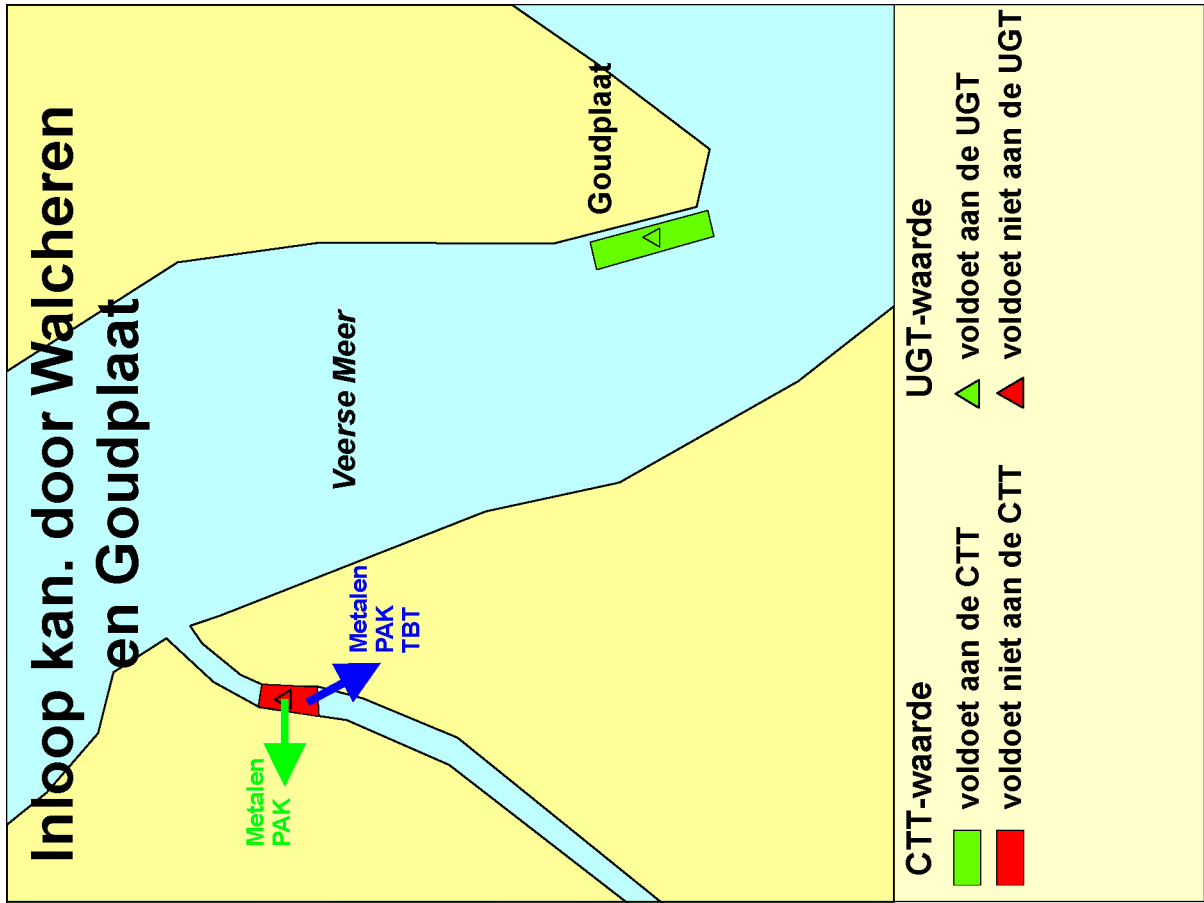 Inloop kan. door Walcheren
en Goudplaat
Metalen
PAK
Metalen
PAK
TBT
Veerse Meer
Goudplaat
CTT-waarde
voldoet aan de CTT
voldoet niet aan de CTT
UGT-waarde
voldoet aan de UGT
voldoet niet aan de UGT